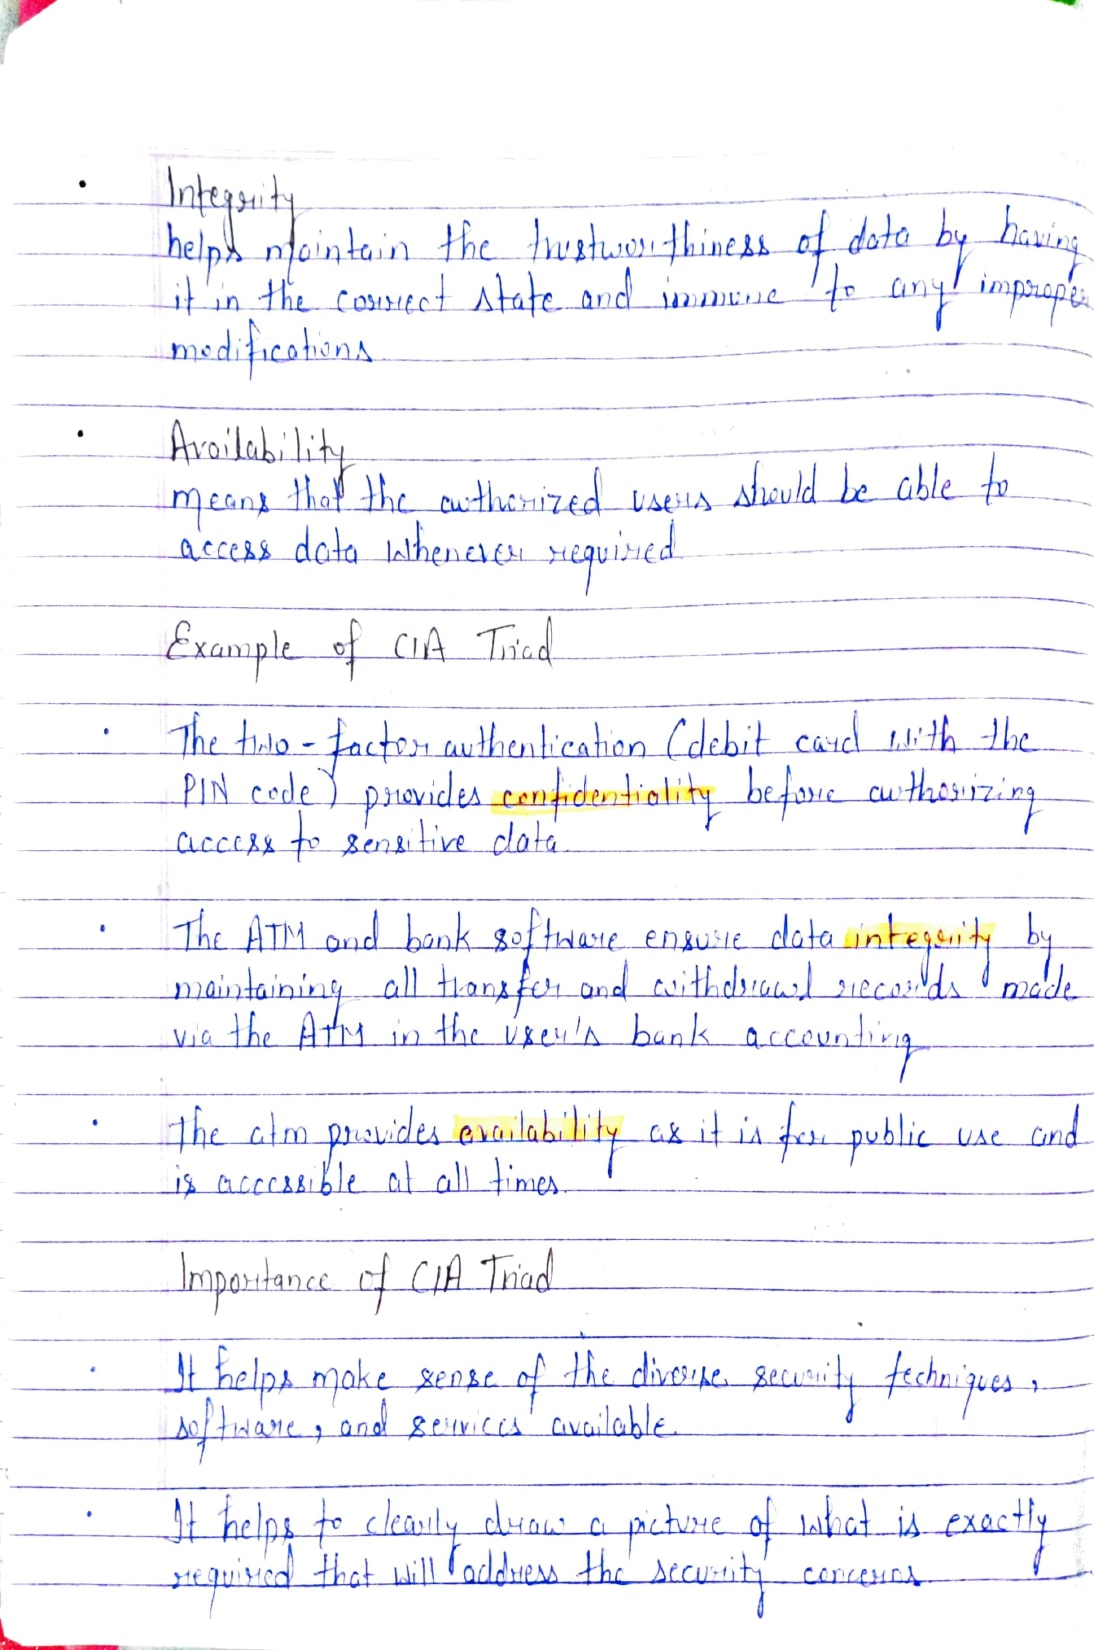 • Integrity
helps maintain the trustworthiness of data by having
it in the correct state and immune to any improper
modifications
• Availability
means that the authorized users should be able to
access data whenever required
Example of CIA Triad
• The two-factor authentication (debit card with the
PIN code) provides confidentiality before authorizing
access to sensitive data.
• The ATM and bank software ensure data integrity by
maintaining all transfer and withdrawl records made
via the ATM in the user's bank accounting
• The atm provides availability as it is for public use and
is accessible at all times.
Importance of CIA Triad
• It helps make sense of the diverse security techniques,
software, and services available.
• It helps to clearly draw a picture of what is exactly
required that will address the security concerns.